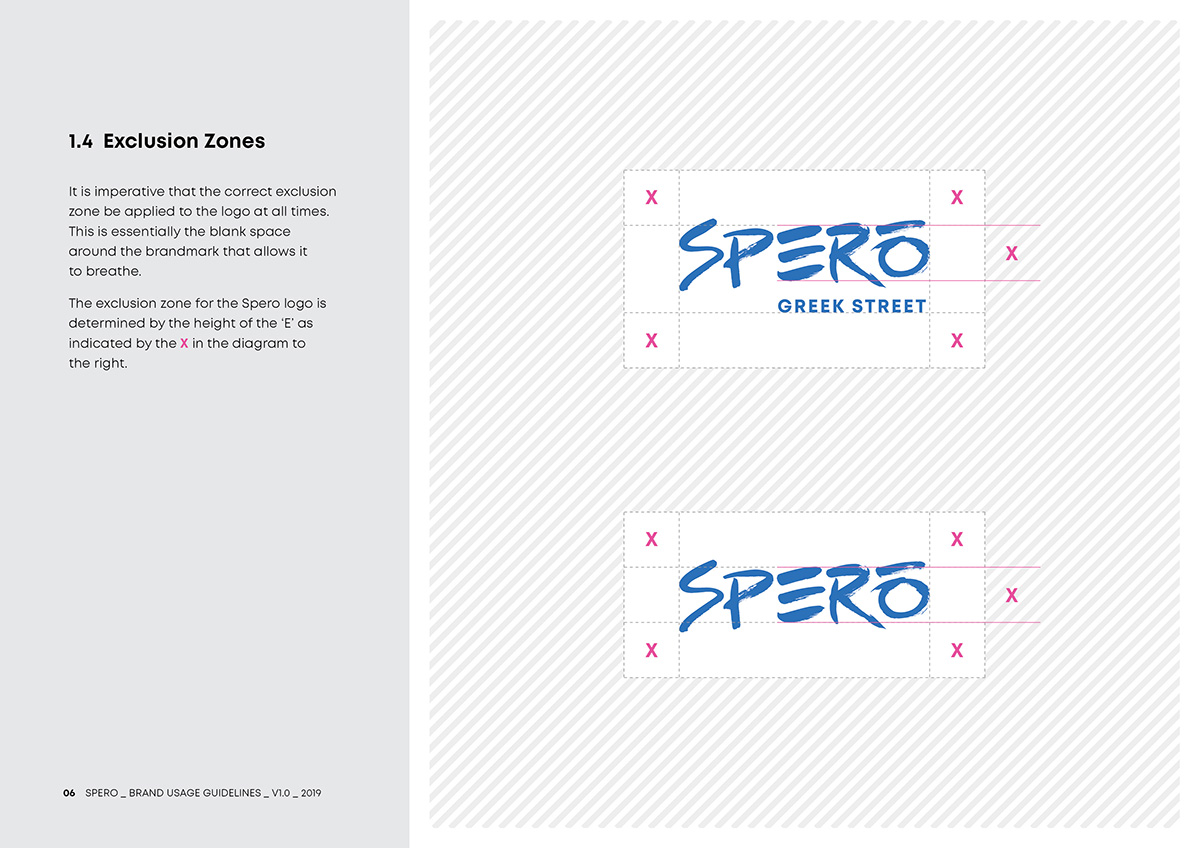 1.4 Exclusion Zones
It is imperative that the correct exclusion
zone be applied to the logo at all times.
This is essentially the blank space
around the brandmark that allows it
to breathe.
The exclusion zone for the Spero logo is
determined by the height of the ‘E’ as
indicated by the X in the diagram to
the right.
06 SPERO _ BRAND USAGE GUIDELINES _ V1.0 _ 2019
X X
SPERO X
GREEK STREET
X X
X X
SPERO X
X X